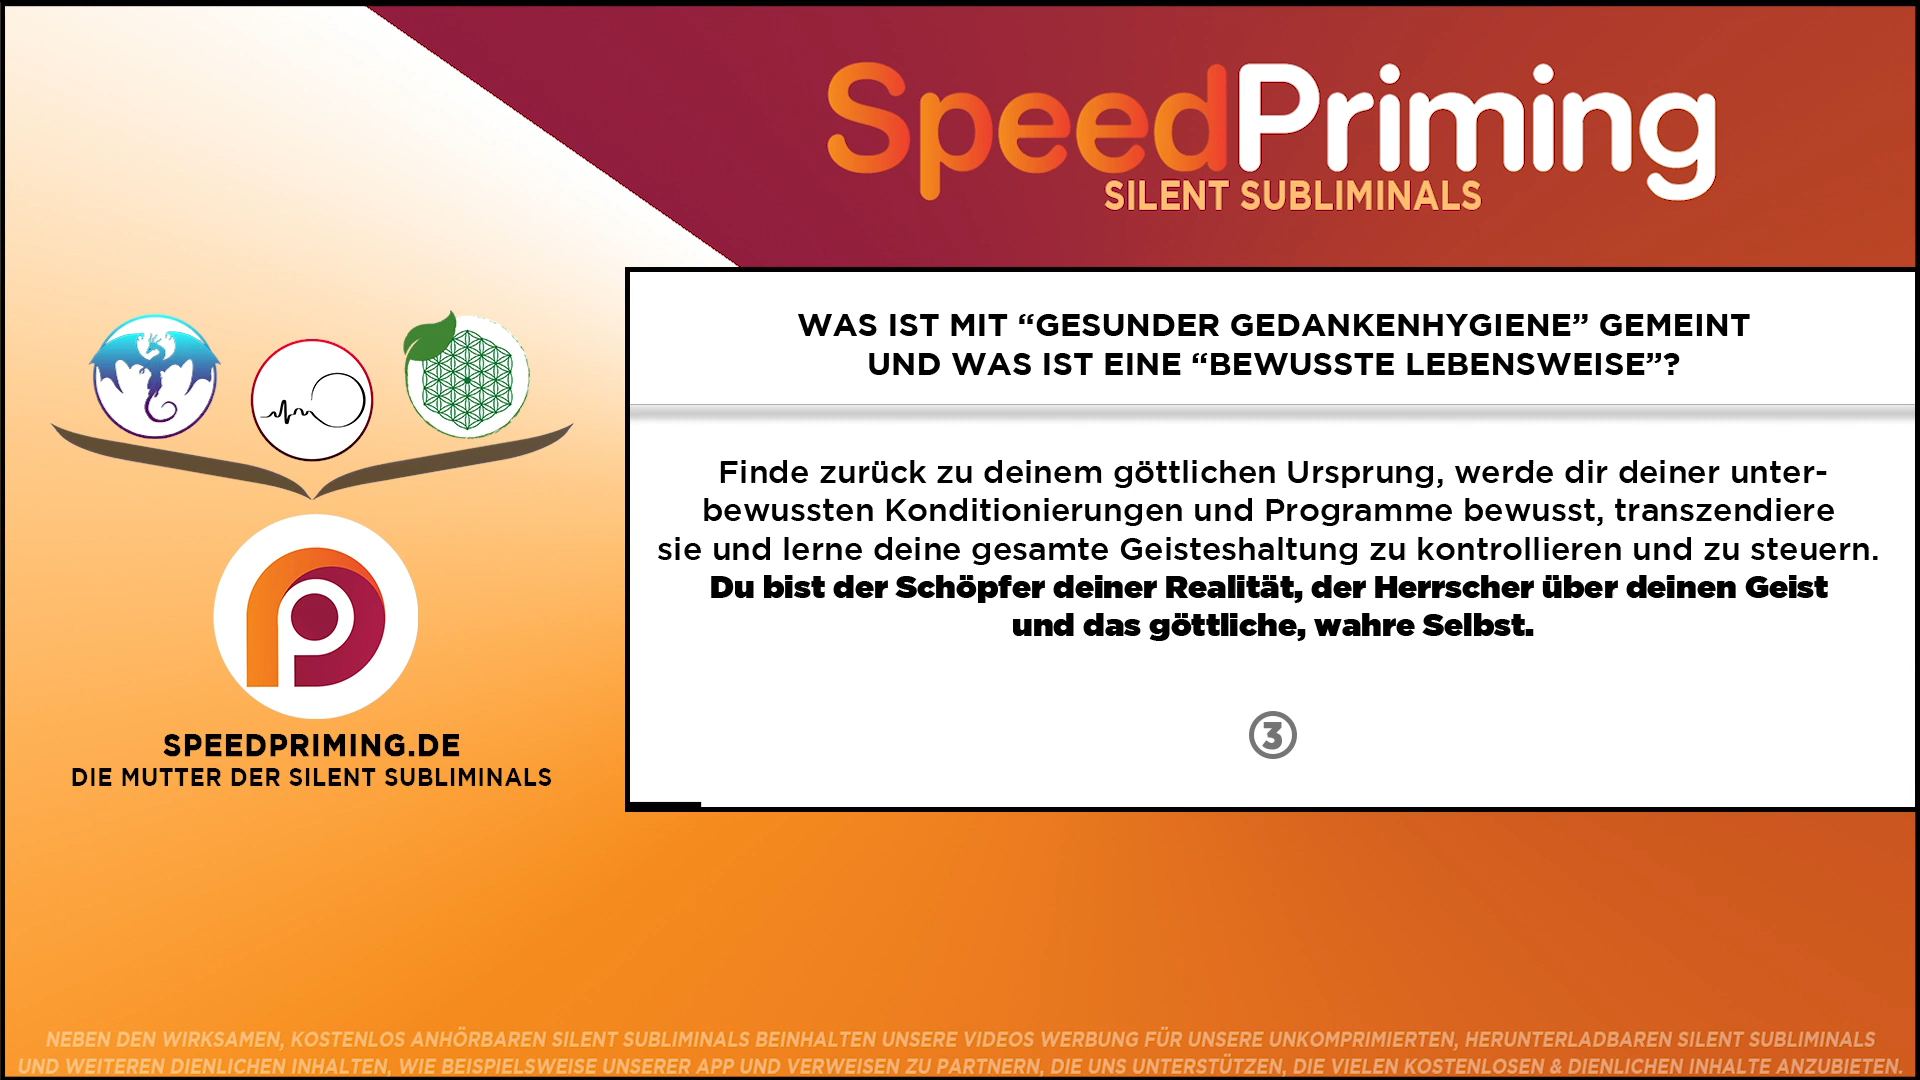 SpeedPriming
SILENT SUBLIMINALS
WAS IST MIT “GESUNDER GEDANKENHYGIENE” GEMEINT
UND WAS IST EINE “BEWUSSTE LEBENSWEISE”?
Finde zurück zu deinem göttlichen Ursprung, werde dir deiner unter-
bewussten Konditionierungen und Programme bewusst, transzendiere
sie und lerne deine gesamte Geisteshaltung zu kontrollieren und zu steuern.
Du bist der Schöpfer deiner Realität, der Herrscher über deinen Geist
und das göttliche, wahre Selbst.
3
SPEEDPRIMING.DE
DIE MUTTER DER SILENT SUBLIMINALS
NEBEN DEN WIRKSAMEN, KOSTENLOS ANHÖRBAREN SILENT SUBLIMINALS BEINHALTEN UNSERE VIDEOS WERBUNG FÜR UNSERE UNKOMPRIMIERTEN, HERUNTERLADBAREN SILENT SUBLIMINALS
UND WEITEREN DIENLICHEN INHALTEN, WIE BEISPIELSWEISE UNSERER APP UND VERWEISEN ZU PARTNERN, DIE UNS UNTERSTÜTZEN, DIE VIELEN KOSTENLOSEN & DIENLICHEN INHALTE ANZUBIETEN.